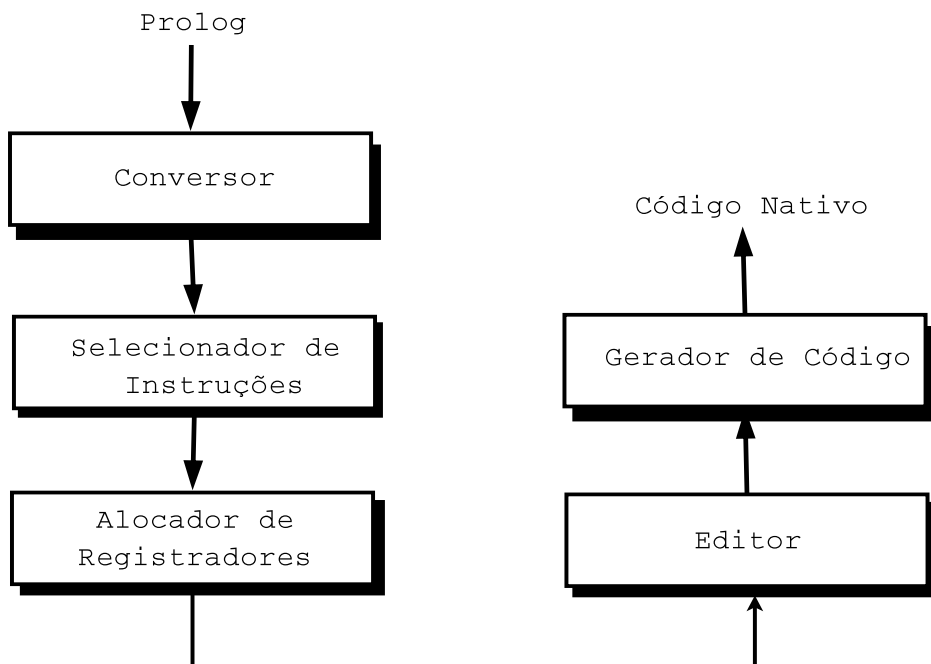 Prolog
Conversor
Selecionador de
Instruções
Alocador de
Registradores
Código Nativo
Gerador de Código
Editor